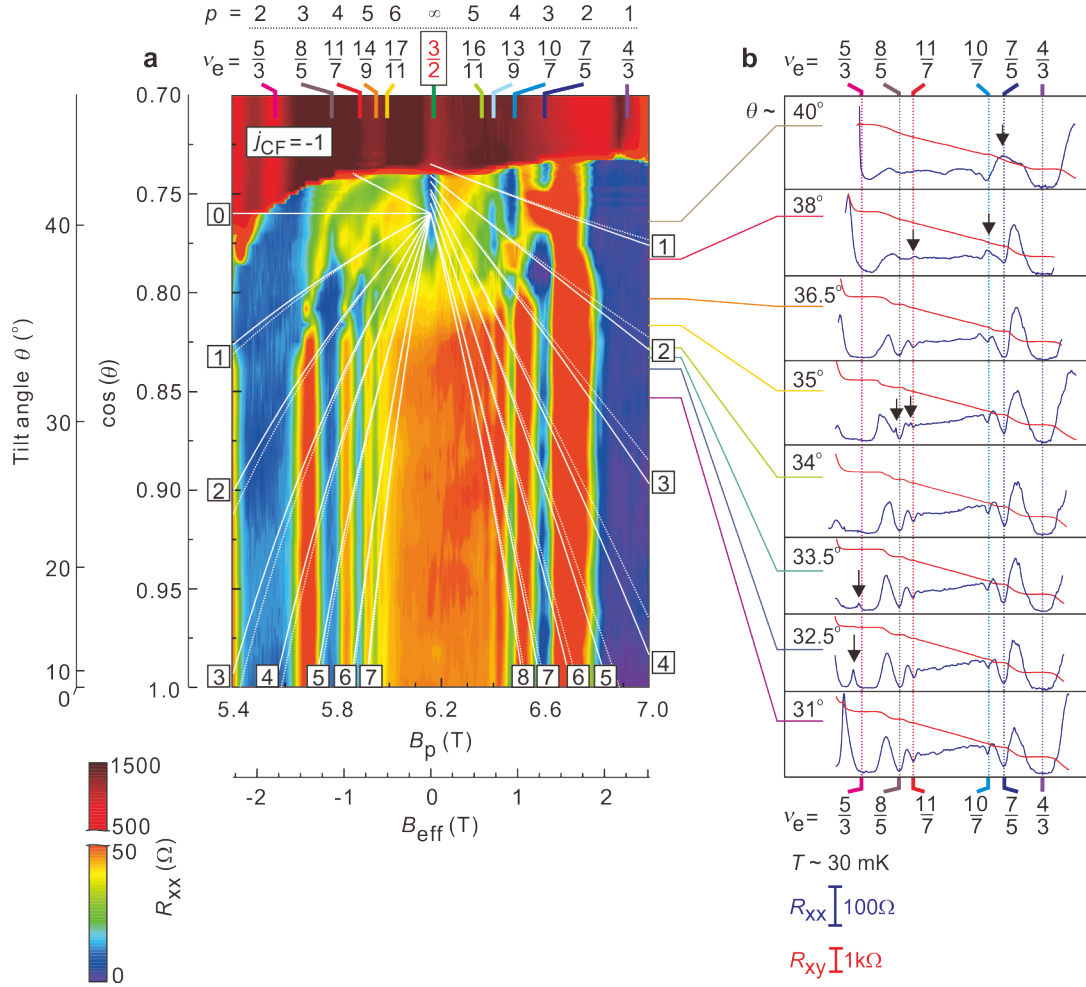 p = 2 3 4 5 6 ∞ 5 4 3 2 1
a νe= 5/3 8/5 11/7 14/9 17/11 3/2 16/11 13/9 10/7 7/5 4/3
b νe= 5/3 8/5 11/7 10/7 7/5 4/3
0.70
jCF = -1
0.75
0.80
0.85
0.90
0.95
1.0
cos (θ)
Tilt angle θ (°)
40
30
20
10
0
0
1
2
3 4 5 6 7 8 7 6 5
1
2
3
4
5.4 5.8 6.2 6.6 7.0
Bp (T)
-2 -1 0 1 2
Beff (T)
1500
500
50
0
Rxx (Ω)
θ ~ 40°
38°
36.5°
35°
34°
33.5°
32.5°
31°
νe= 5/3 8/5 11/7 10/7 7/5 4/3
T ~ 30 mK
Rxx 100Ω
Rxy 1kΩ